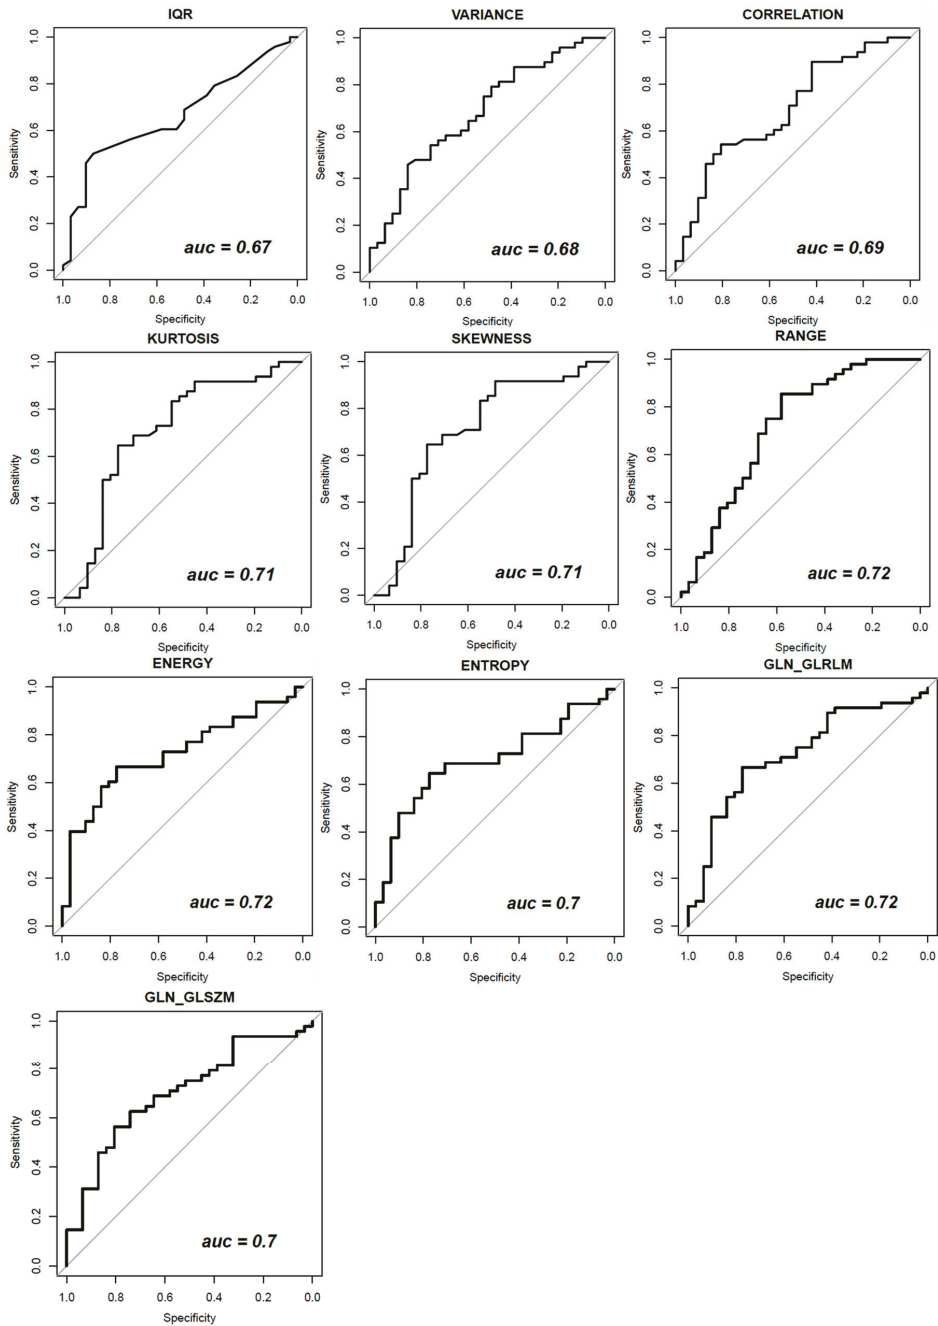 IQR
VARIANCE
CORRELATION
Sensitivity
0.0 0.2 0.4 0.6 0.8 1.0
auc = 0.67
1.0 0.8 0.6 0.4 0.2 0.0
Specificity
Sensitivity
0.0 0.2 0.4 0.6 0.8 1.0
auc = 0.68
1.0 0.8 0.6 0.4 0.2 0.0
Specificity
Sensitivity
0.0 0.2 0.4 0.6 0.8 1.0
auc = 0.69
1.0 0.8 0.6 0.4 0.2 0.0
Specificity
KURTOSIS
SKEWNESS
RANGE
Sensitivity
0.0 0.2 0.4 0.6 0.8 1.0
auc = 0.71
1.0 0.8 0.6 0.4 0.2 0.0
Specificity
Sensitivity
0.0 0.2 0.4 0.6 0.8 1.0
auc = 0.71
1.0 0.8 0.6 0.4 0.2 0.0
Specificity
Sensitivity
0.0 0.2 0.4 0.6 0.8 1.0
auc = 0.72
1.0 0.8 0.6 0.4 0.2 0.0
Specificity
ENERGY
ENTROPY
GLN_GLRLM
Sensitivity
0.0 0.2 0.4 0.6 0.8 1.0
auc = 0.72
1.0 0.8 0.6 0.4 0.2 0.0
Specificity
Sensitivity
0.0 0.2 0.4 0.6 0.8 1.0
auc = 0.7
1.0 0.8 0.6 0.4 0.2 0.0
Specificity
Sensitivity
0.0 0.2 0.4 0.6 0.8 1.0
auc = 0.72
1.0 0.8 0.6 0.4 0.2 0.0
Specificity
GLN_GLSZM
Sensitivity
0.0 0.2 0.4 0.6 0.8 1.0
auc = 0.7
1.0 0.8 0.6 0.4 0.2 0.0
Specificity